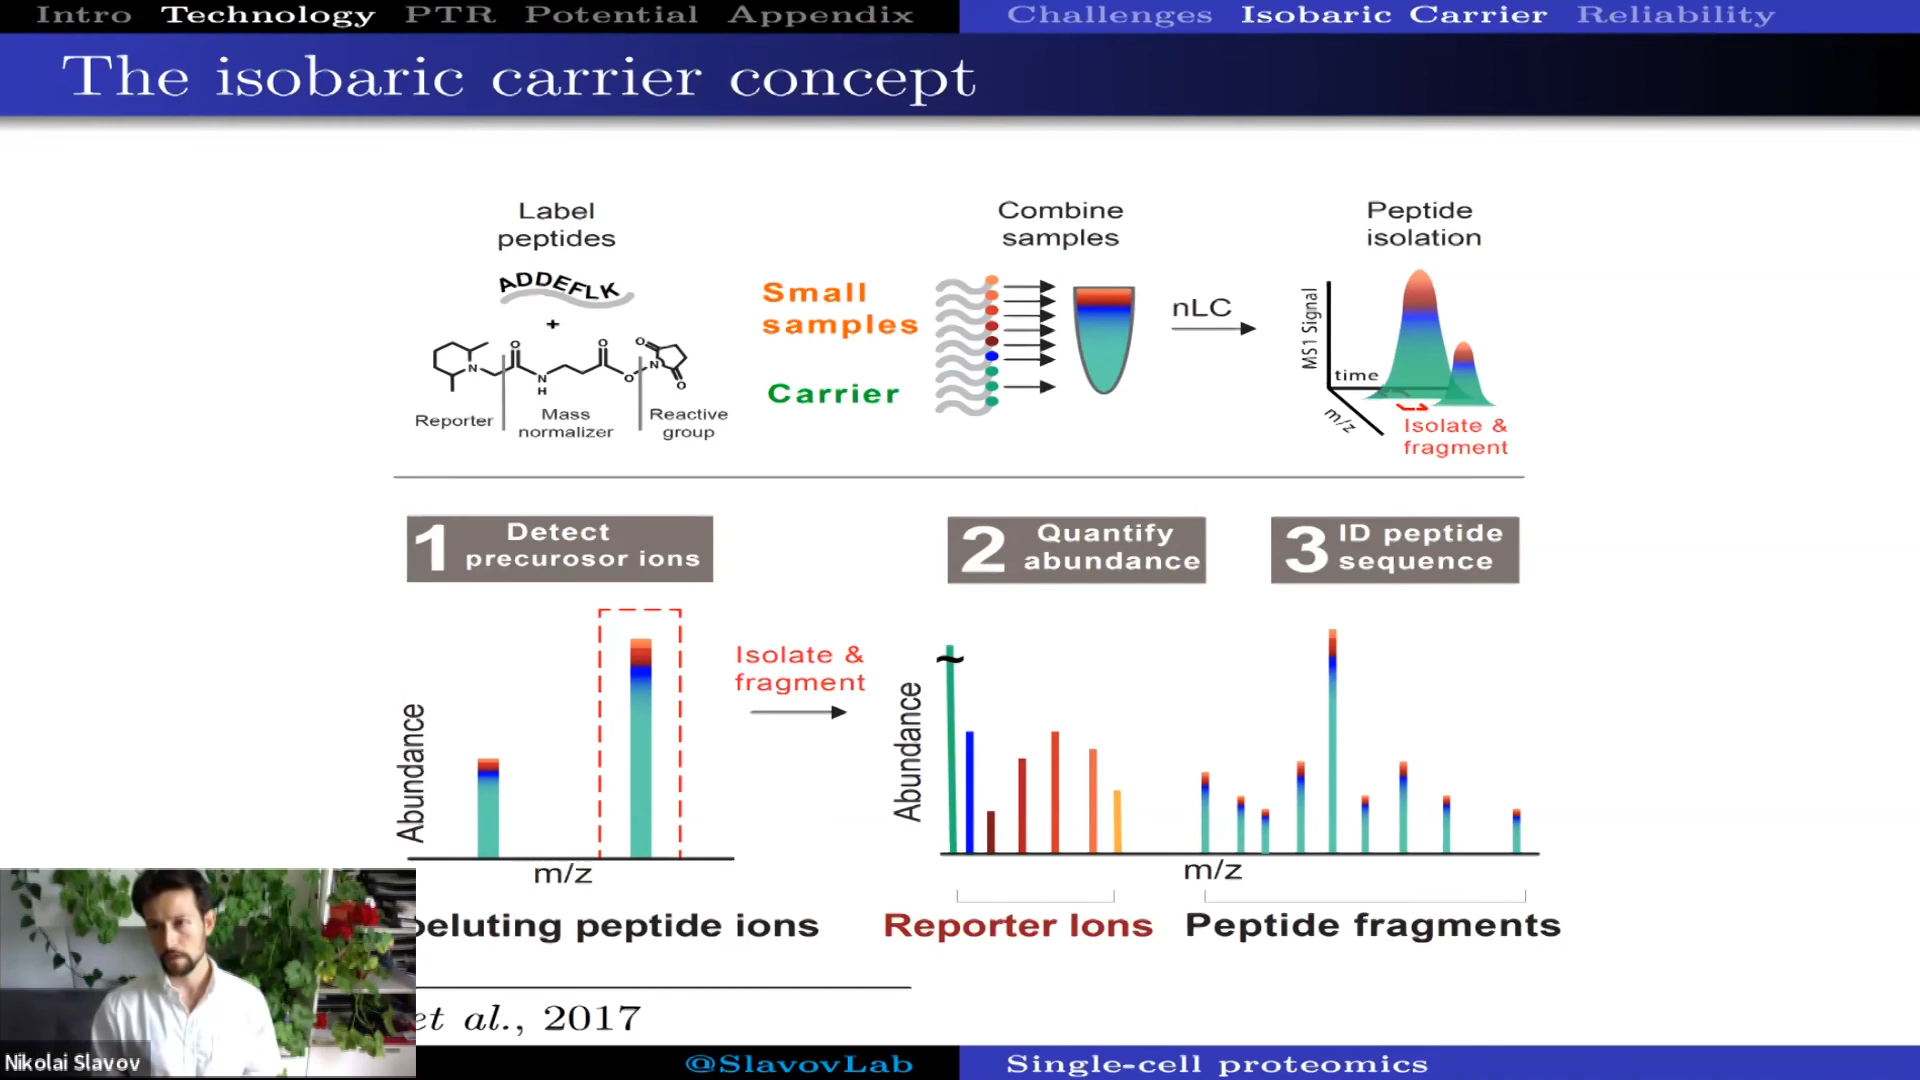 Intro Technology PTR Potential Appendix Challenges Isobaric Carrier Reliability
The isobaric carrier concept
Label
peptides
ADDEFLK
+
N
O
N
H
O
O
O
N
O
Reporter
Mass
normalizer
Reactive
group
Small
samples
Carrier
Combine
samples
nLC
Peptide
isolation
MS1 Signal
time
m/z
Isolate &
fragment
1 Detect
precurosor ions
Abundance
m/z
Isolate &
fragment
2 Quantify
abundance
3 ID peptide
sequence
Abundance
m/z
eluting peptide ions
Reporter Ions
Peptide fragments
et al., 2017
Nikolai Slavov
@SlavovLab
Single-cell proteomics